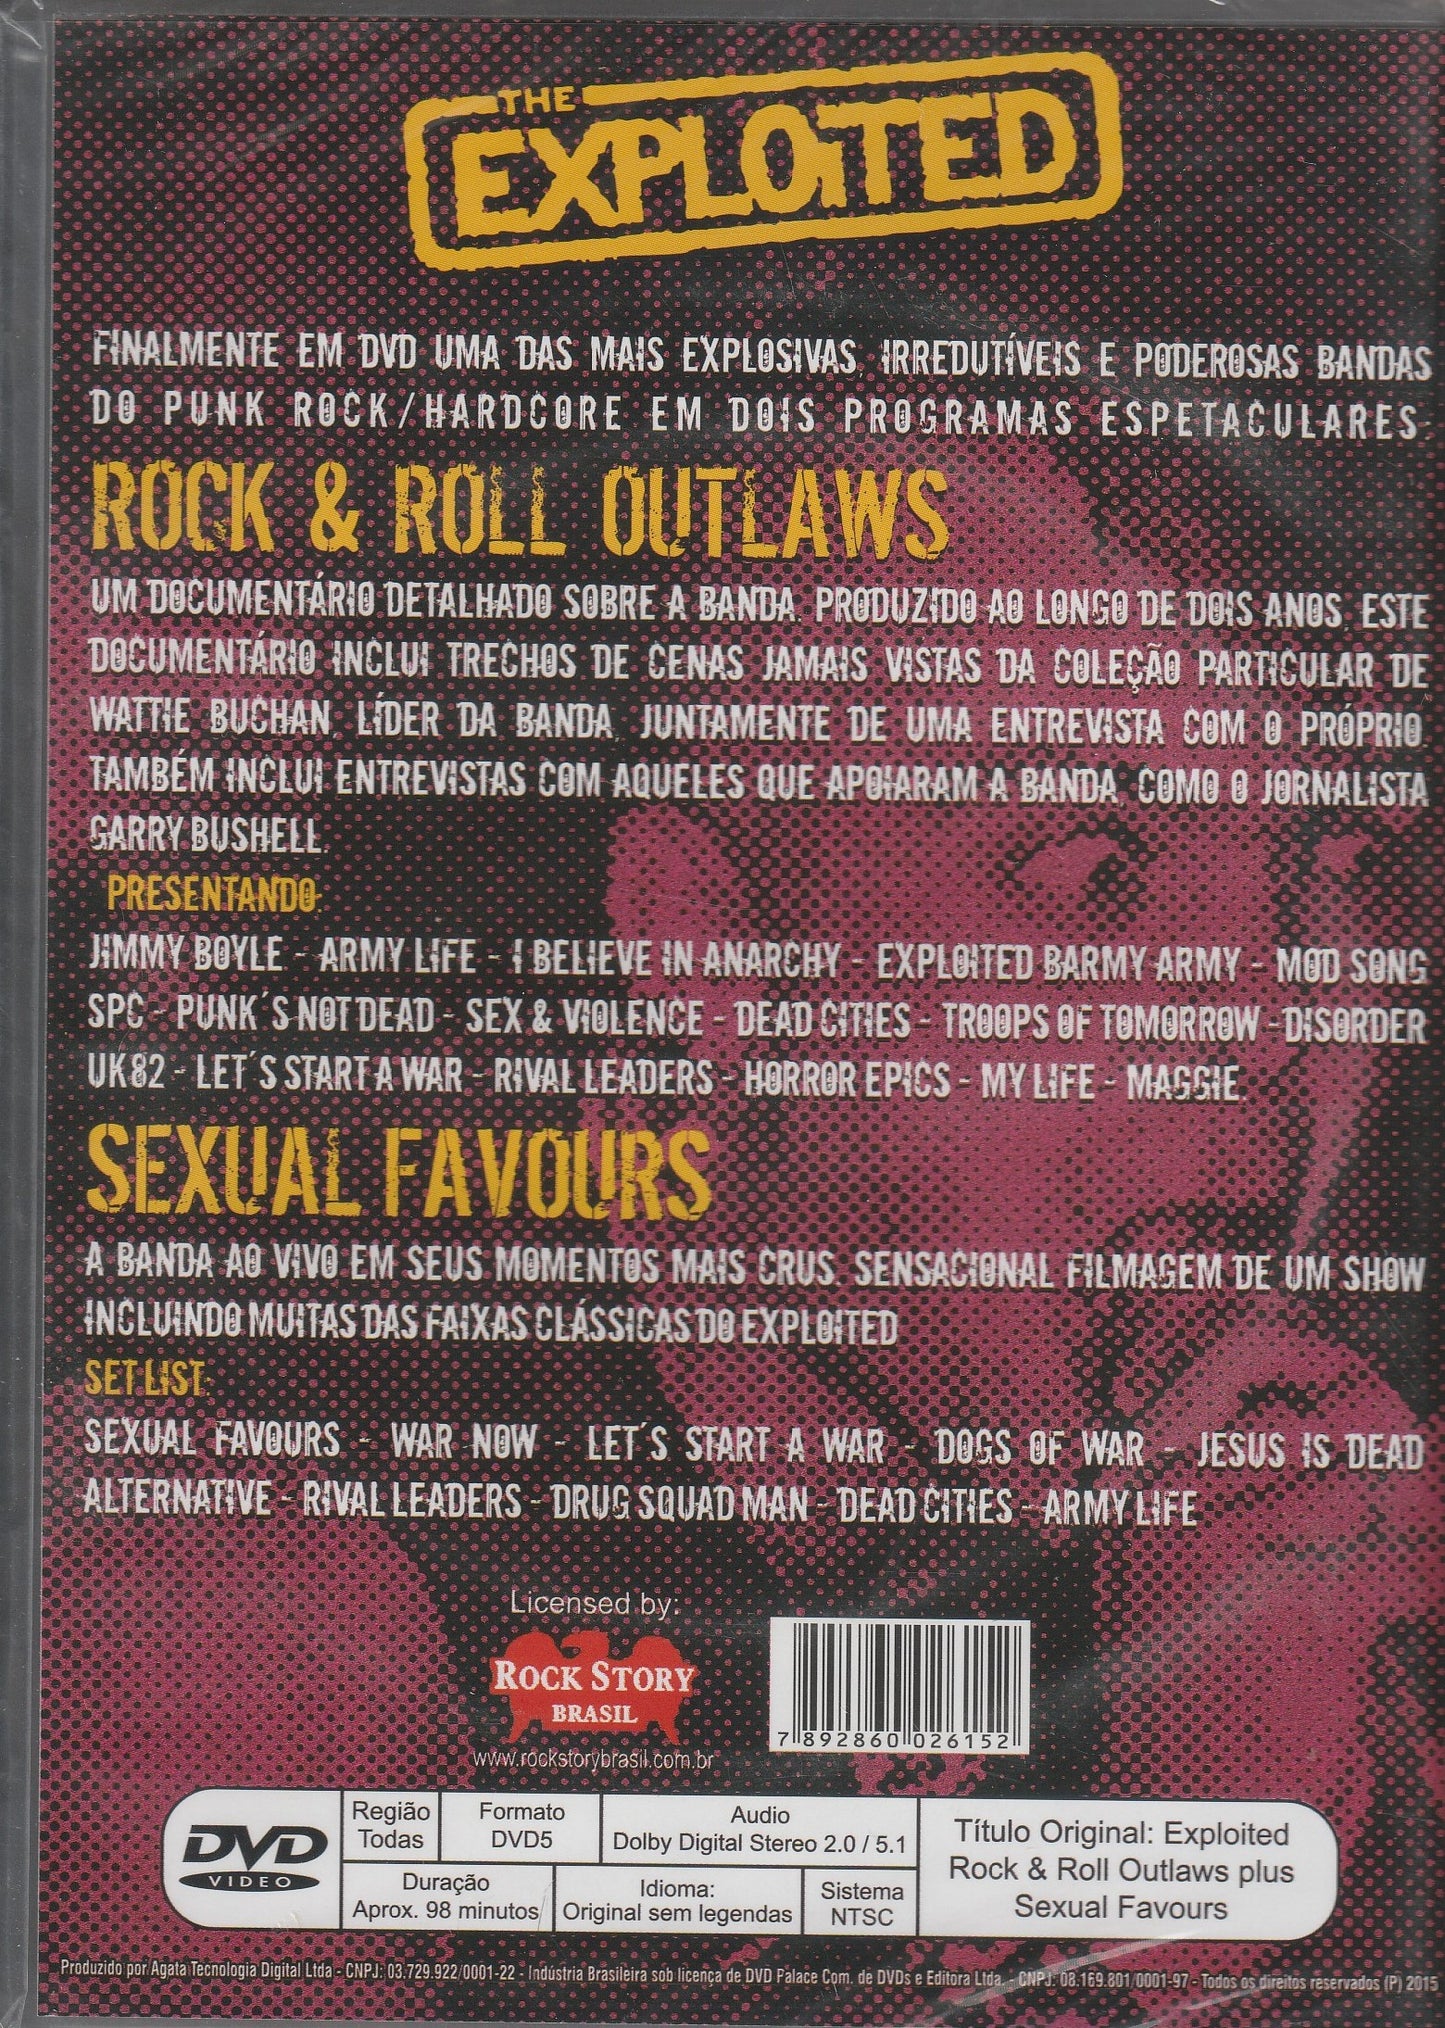 THE
EXPLOITED
FINALMENTE EM DVD UMA DAS MAIS EXPLOSIVAS, IRREDUTÍVEIS E PODEROSAS BANDAS
DO PUNK ROCK/HARDCORE EM DOIS PROGRAMAS ESPETACULARES:
ROCK & ROLL OUTLAWS
UM DOCUMENTÁRIO DETALHADO SOBRE A BANDA. PRODUZIDO AO LONGO DE DOIS ANOS, ESTE
DOCUMENTÁRIO INCLUI TRECHOS DE CENAS JAMAIS VISTAS DA COLEÇÃO PARTICULAR DE
WATTIE BUCHAN, LÍDER DA BANDA, JUNTAMENTE DE UMA ENTREVISTA COM O PRÓPRIO.
TAMBÉM INCLUI ENTREVISTAS COM AQUELES QUE APOIARAM A BANDA, COMO O JORNALISTA
GARRY BUSHELL.
PRESENTANDO:
JIMMY BOYLE - ARMY LIFE - I BELIEVE IN ANARCHY - EXPLOITED BARMY ARMY - MOD SONG
SPC - PUNK´S NOT DEAD - SEX & VIOLENCE - DEAD CITIES - TROOPS OF TOMORROW -DISORDER
UK82 - LET´S START A WAR - RIVAL LEADERS - HORROR EPICS - MY LIFE - MAGGIE.
SEXUAL FAVOURS
A BANDA AO VIVO EM SEUS MOMENTOS MAIS CRUS. SENSACIONAL FILMAGEM DE UM SHOW
INCLUINDO MUITAS DAS FAIXAS CLÁSSICAS DO EXPLOITED
SET LIST:
SEXUAL FAVOURS - WAR NOW - LET´S START A WAR - DOGS OF WAR - JESUS IS DEAD
ALTERNATIVE - RIVAL LEADERS - DRUG SQUAD MAN - DEAD CITIES - ARMY LIFE
Licensed by:
ROCK STORY
BRASIL
www.rockstorybrasil.com.br
7 892860 026152
DVD
VIDEO
Região
Todas
Formato
DVD5
Audio
Dolby Digital Stereo 2.0 / 5.1
Duração
Aprox. 98 minutos
Idioma:
Original sem legendas
Sistema
NTSC
Título Original: Exploited
Rock & Roll Outlaws plus
Sexual Favours
Produzido por Agata Tecnologia Digital Ltda - CNPJ: 03.729.922/0001-22 - Indústria Brasileira sob licença de DVD Palace Com. de DVDs e Editora Ltda. - CNPJ: 08.169.801/0001-97 - Todos os direitos reservados (P) 2015